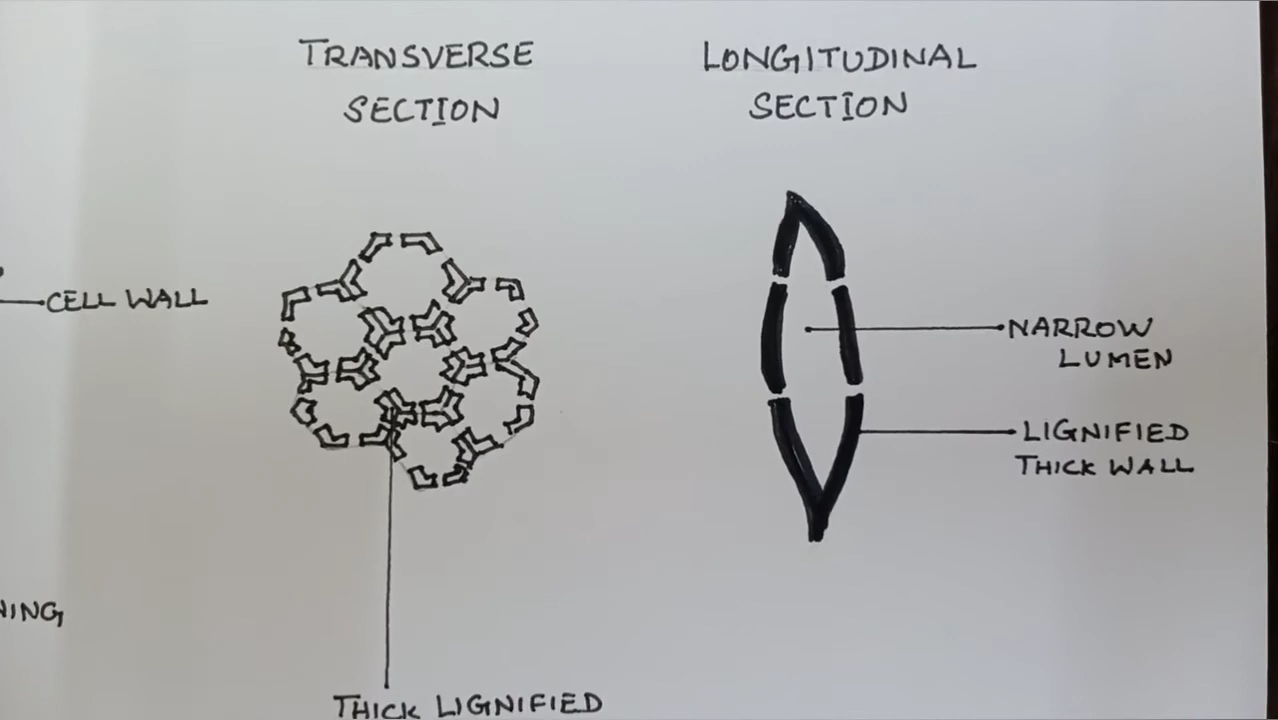 TRANSVERSE
SECTION
LONGITUDINAL
SECTION
CELL WALL
NARROW
LUMEN
LIGNIFIED
THICK WALL
THICK LIGNIFIED